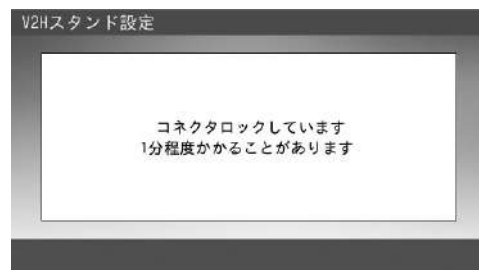 V2Hスタンド設定
コネクタロックしています
1分程度かかることがあります